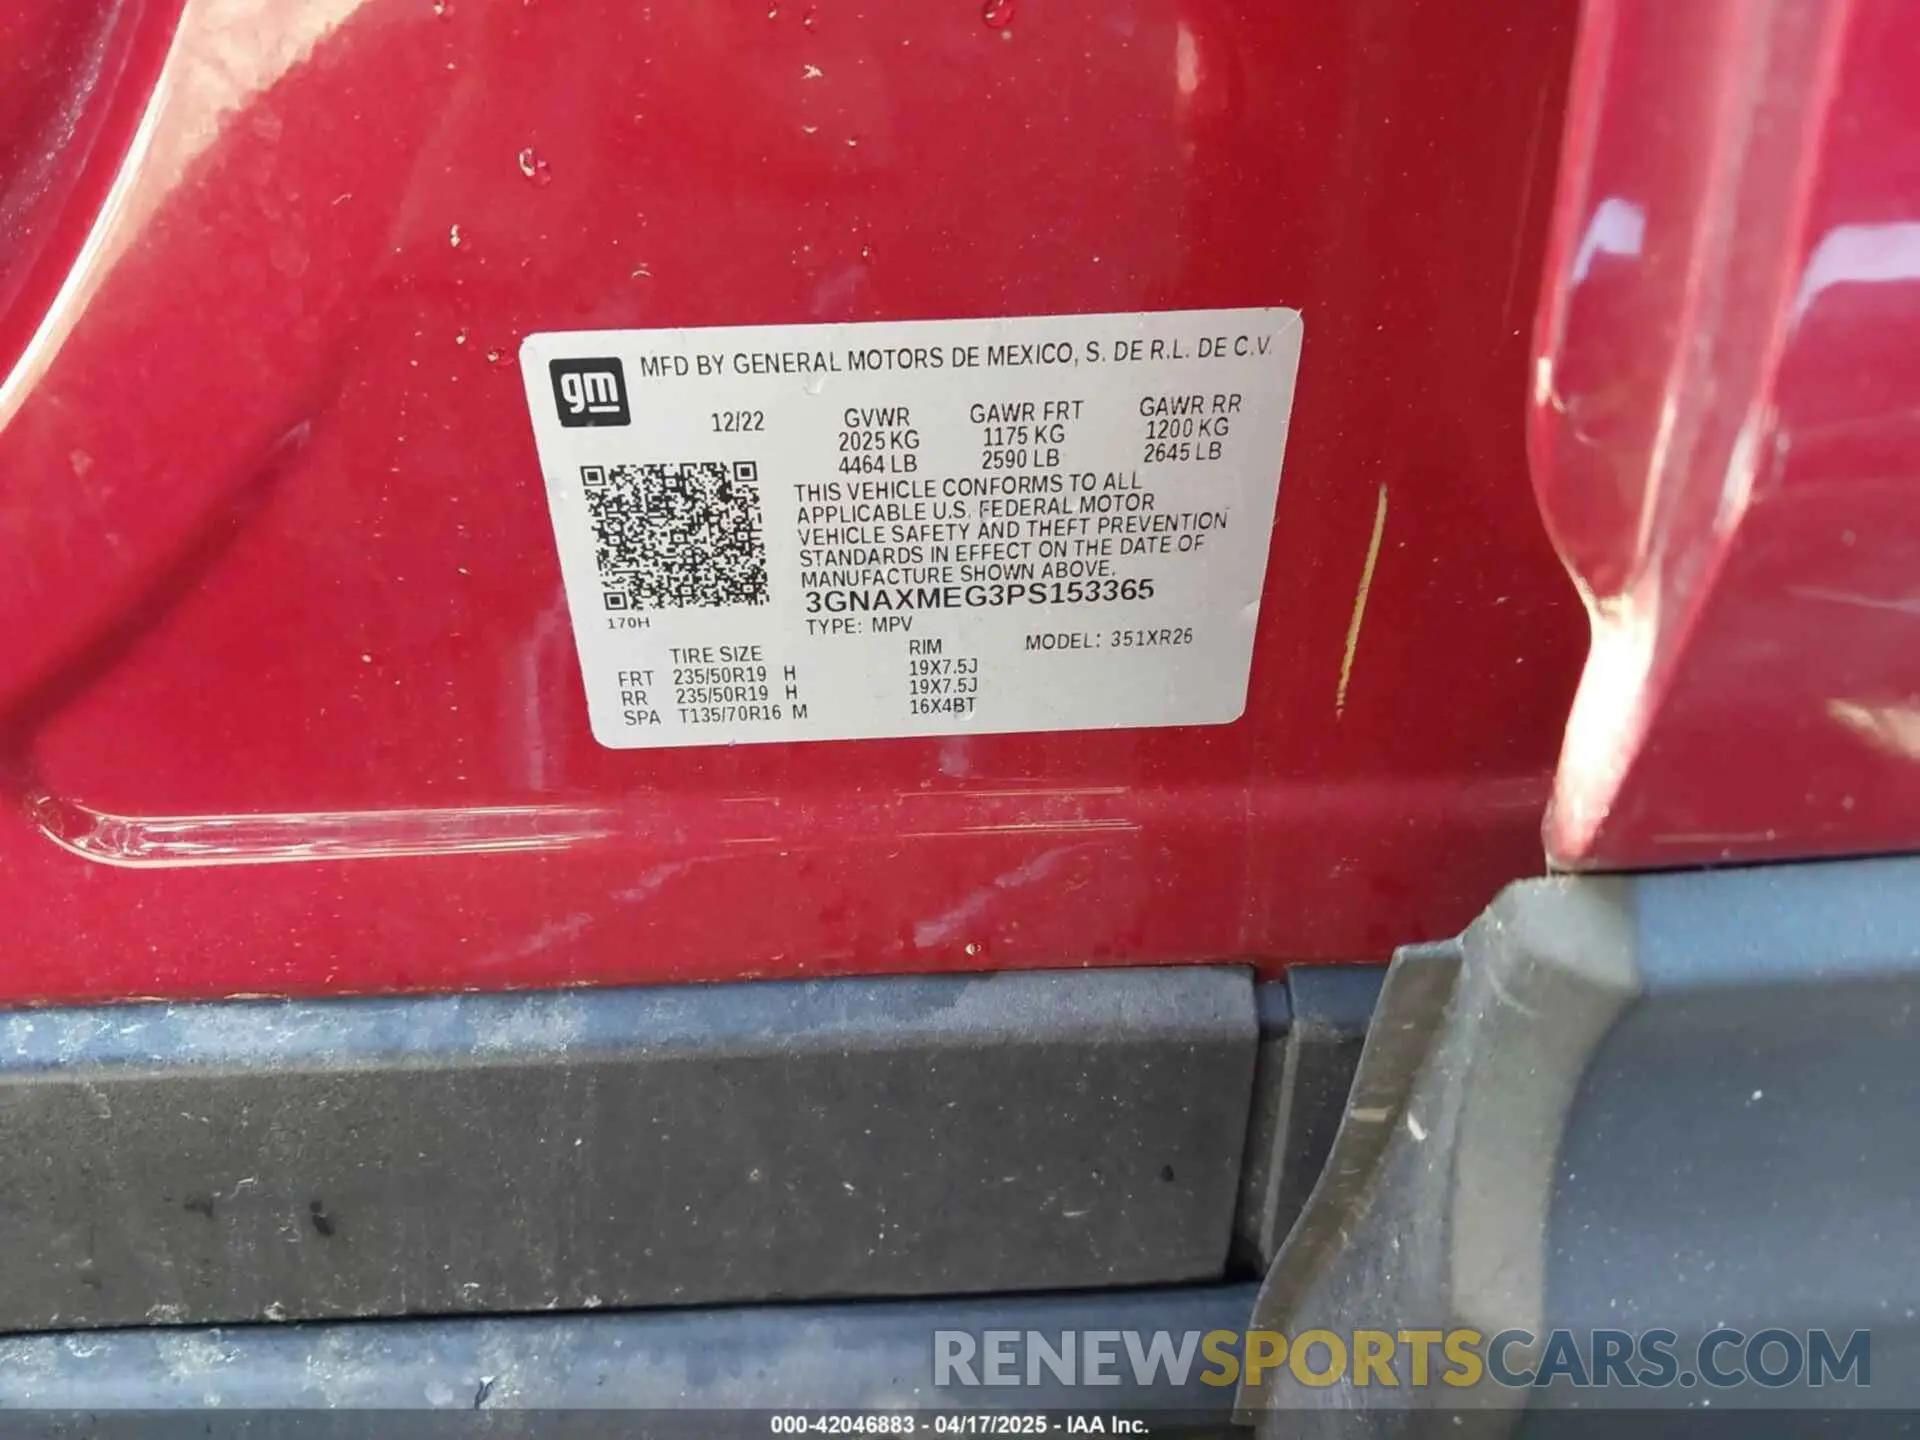 gm
MFD BY GENERAL MOTORS DE MEXICO, S. DE R.L. DE C.V.
12/22 GVWR GAWR FRT GAWR RR
2025 KG 1175 KG 1200 KG
4464 LB 2590 LB 2645 LB
THIS VEHICLE CONFORMS TO ALL
APPLICABLE U.S. FEDERAL MOTOR
VEHICLE SAFETY AND THEFT PREVENTION
STANDARDS IN EFFECT ON THE DATE OF
MANUFACTURE SHOWN ABOVE.
3GNAXMEG3PS153365
170H
TYPE: MPV
MODEL: 351XR26
TIRE SIZE RIM
FRT 235/50R19 H 19X7.5J
RR 235/50R19 H 19X7.5J
SPA T135/70R16 M 16X4BT
RENEWSPORTSCARS.COM
000-42046883 - 04/17/2025 - IAA Inc.